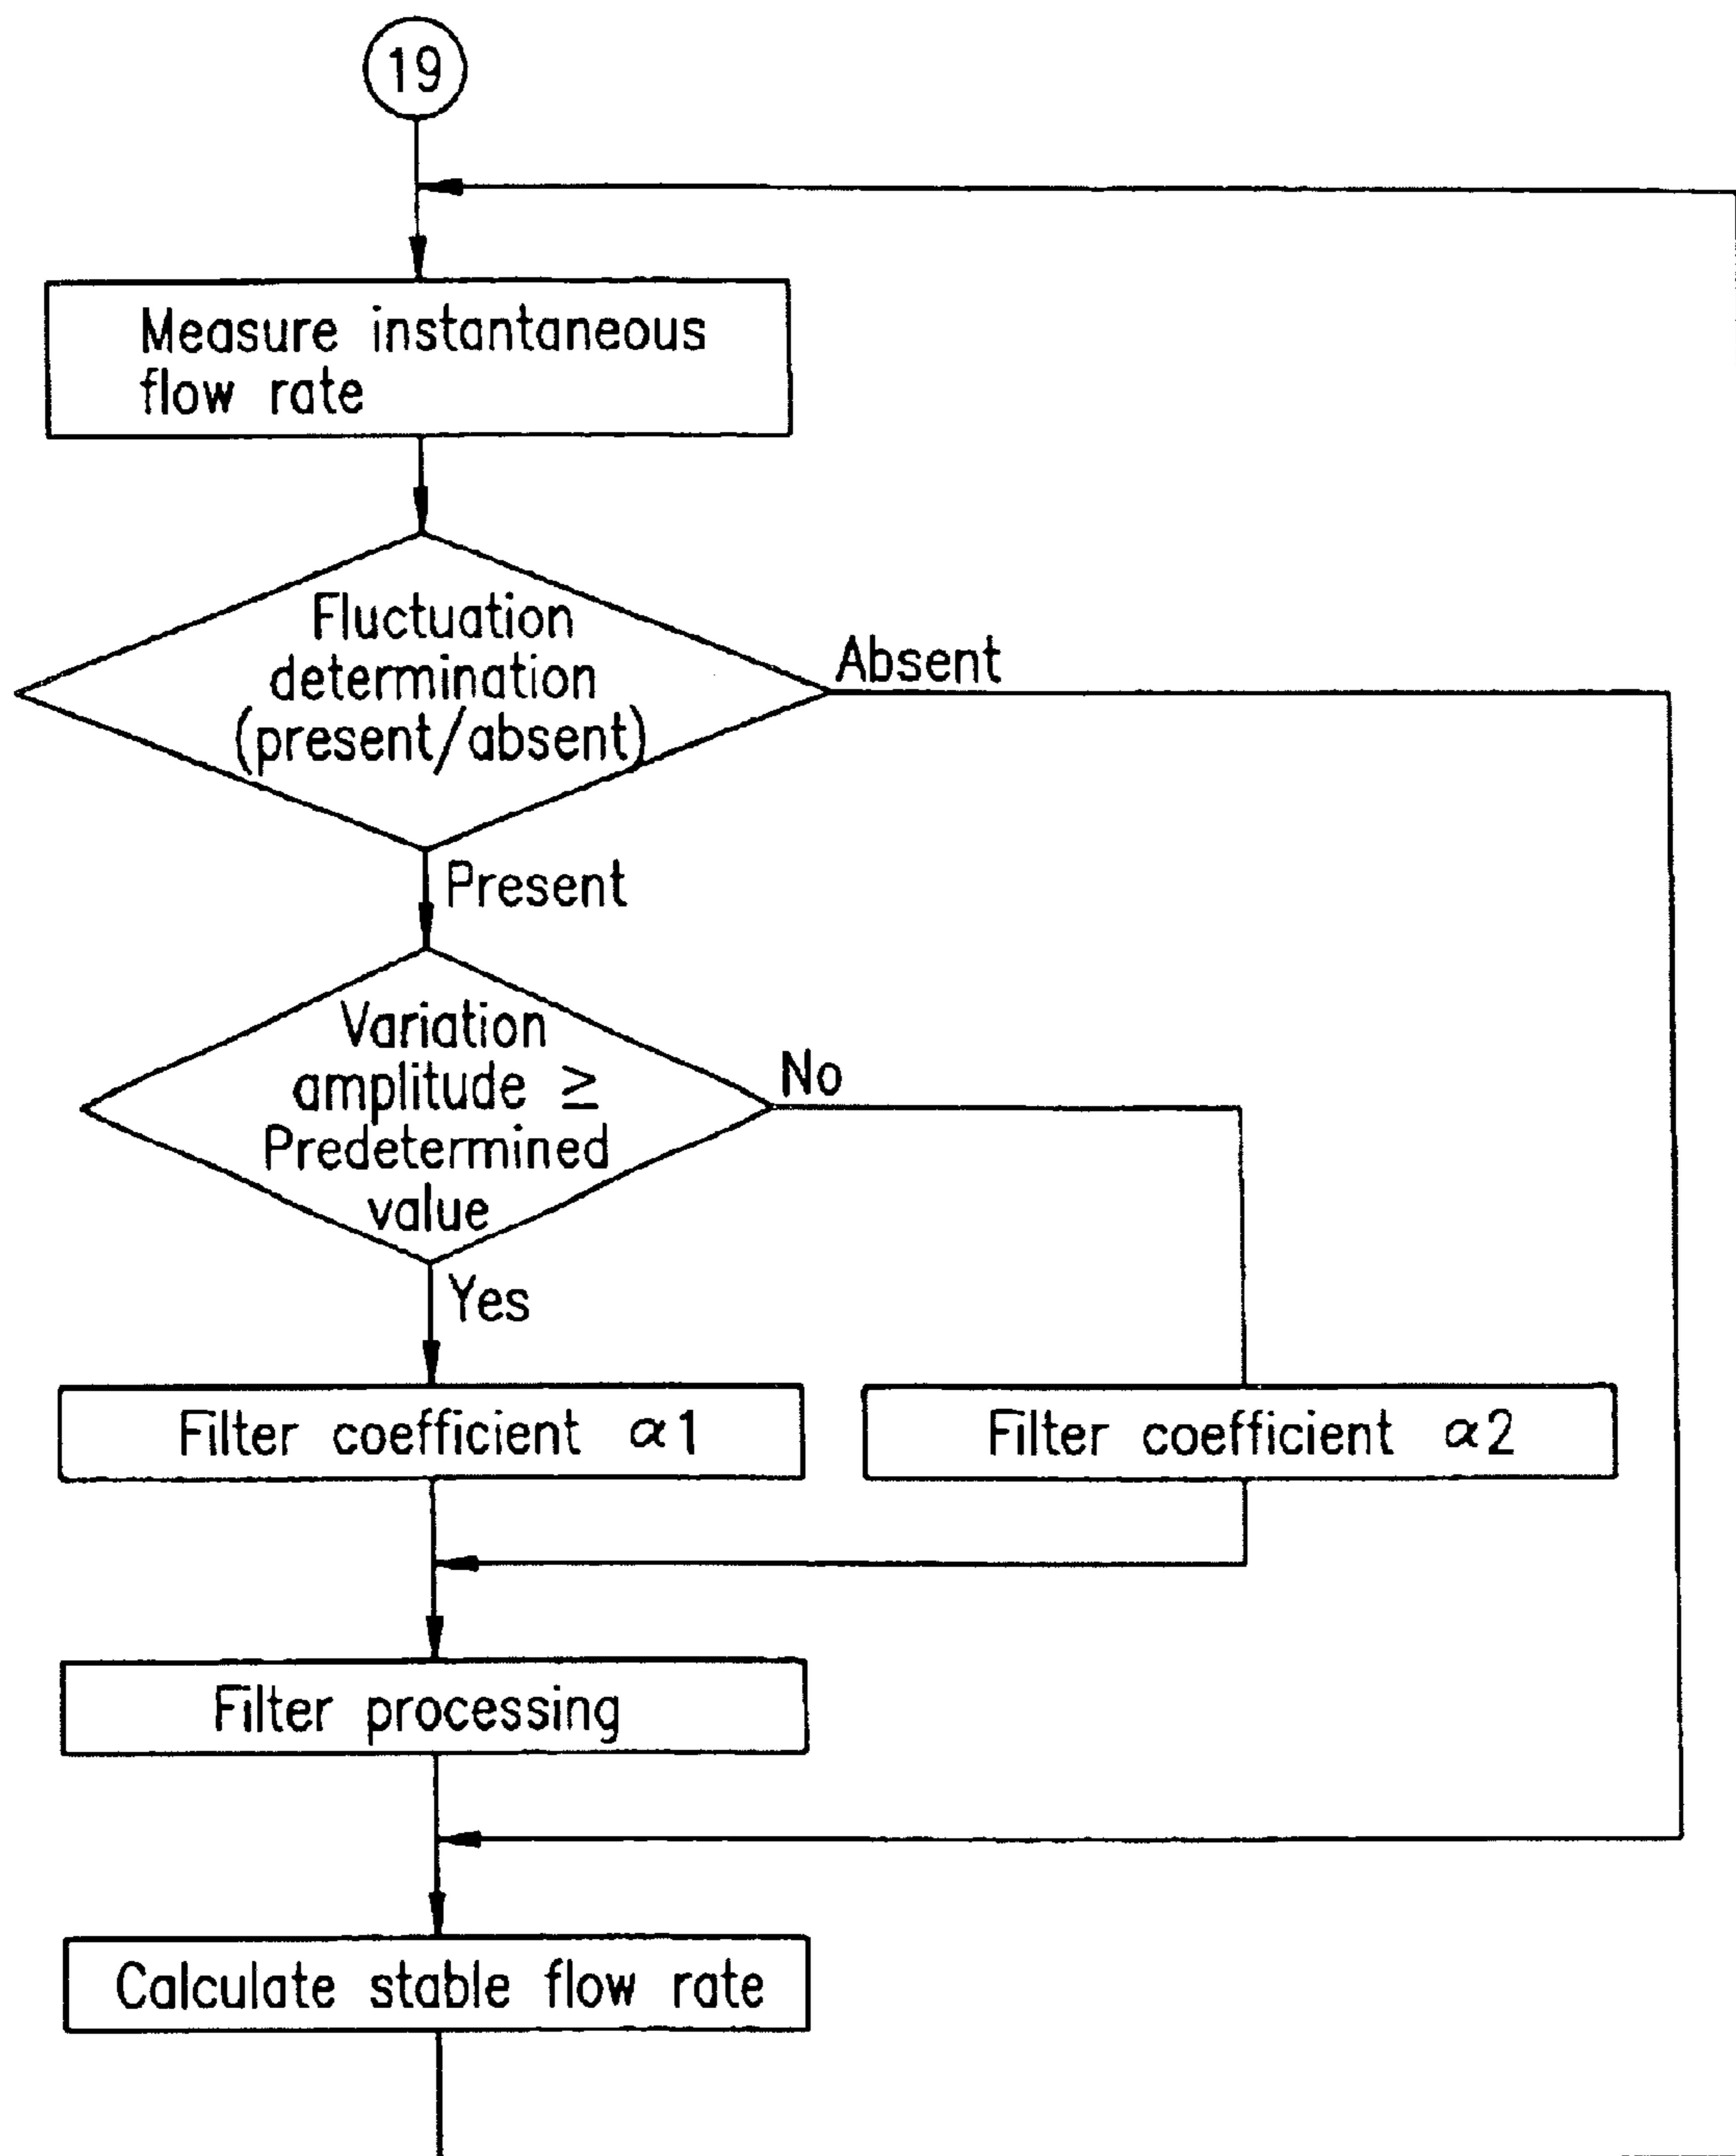 19
Measure instantaneous
flow rate
Fluctuation
determination
(present/absent)
Absent
Present
Variation
amplitude ≥
Predetermined
value
No
Yes
Filter coefficient α1
Filter coefficient α2
Filter processing
Calculate stable flow rate